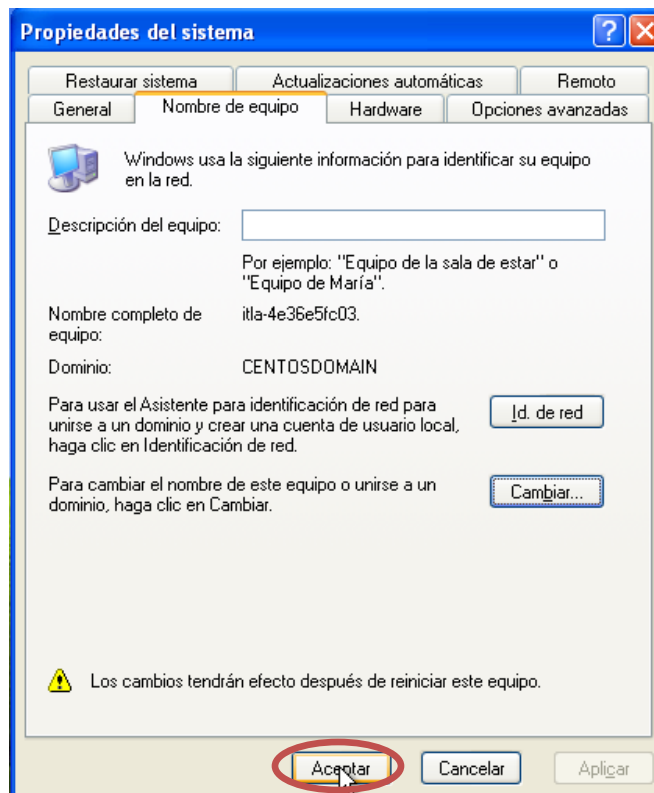 Propiedades del sistema
Restaurar sistema Actualizaciones automáticas Remoto
General Nombre de equipo Hardware Opciones avanzadas
Windows usa la siguiente información para identificar su equipo
en la red.
Descripción del equipo:
Por ejemplo: "Equipo de la sala de estar" o
"Equipo de María".
Nombre completo de itla-4e36e5fc03.
equipo:
Dominio: CENTOSDOMAIN
Para usar el Asistente para identificación de red para
unirse a un dominio y crear una cuenta de usuario local,
haga clic en Identificación de red.
Id. de red
Para cambiar el nombre de este equipo o unirse a un
dominio, haga clic en Cambiar.
Cambiar...
Los cambios tendrán efecto después de reiniciar este equipo.
Aceptar Cancelar Aplicar